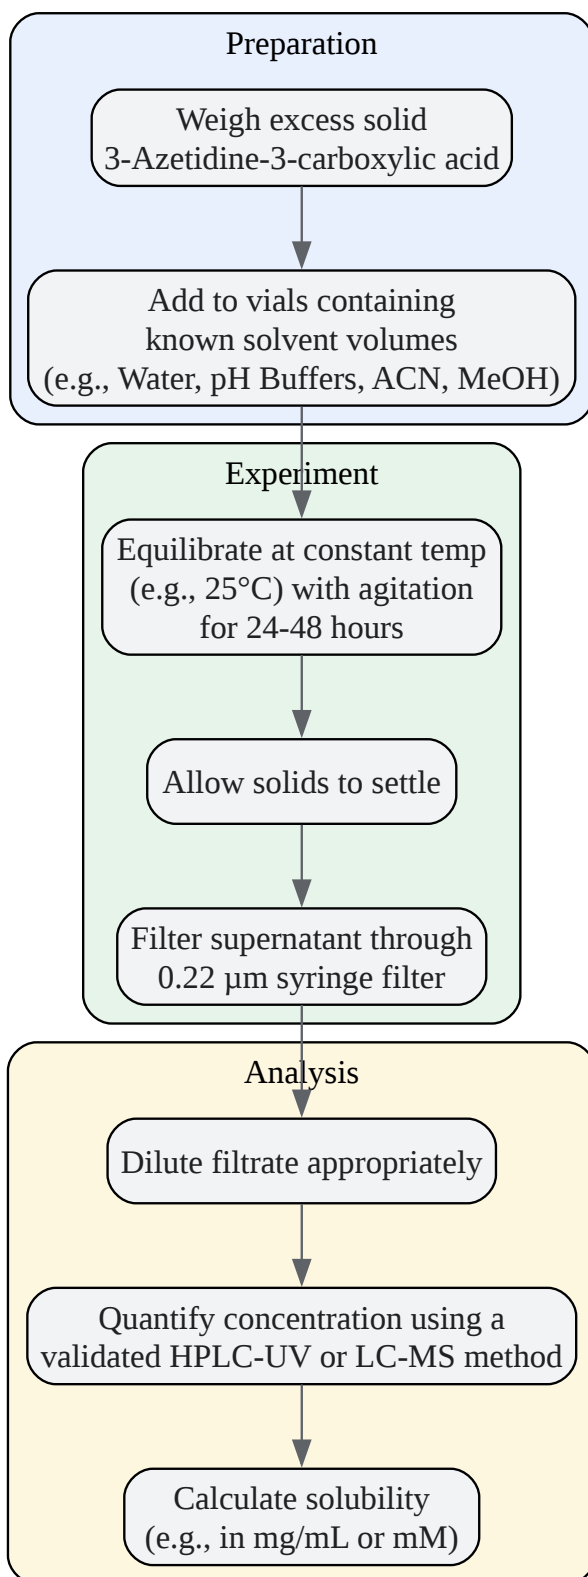 Preparation
Weigh excess solid
3-Azetidine-3-carboxylic acid
Add to vials containing
known solvent volumes
(e.g., Water, pH Buffers, ACN, MeOH)
Experiment
Equilibrate at constant temp
(e.g., 25°C) with agitation
for 24-48 hours
Allow solids to settle
Filter supernatant through
0.22 µm syringe filter
Analysis
Dilute filtrate appropriately
Quantify concentration using a
validated HPLC-UV or LC-MS method
Calculate solubility
(e.g., in mg/mL or mM)